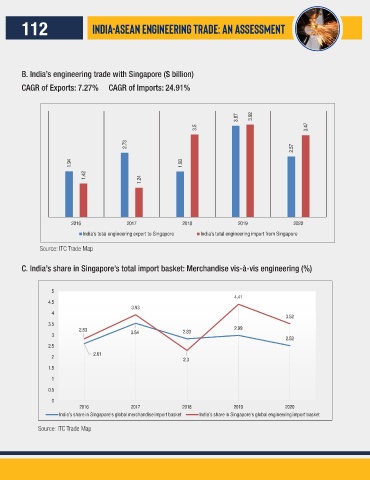 112
INDIA-ASEAN ENGINEERING TRADE: AN ASSESSMENT
B. India's engineering trade with Singapore ($ billion)
CAGR of Exports: 7.27% CAGR of Imports: 24.91%
1.94 1.42 2.73 1.24 1.93 3.5 3.87 3.92 2.57 3.47
2016 2017 2018 2019 2020
India's total engineering export to Singapore India's total engineering import from Singapore
Source: ITC Trade Map
C. India's share in Singapore's total import basket: Merchandise vis-à-vis engineering (%)
5
4.5
4
3.5
3
2.5
2
1.5
1
0.5
0
2.83 3.93 2.3 4.41 3.52
2.61 3.54 2.83 2.99 2.52
2016 2017 2018 2019 2020
India's share in Singapore's global merchandise import basket India's share in Singapore's global engineering import basket
Source: ITC Trade Map